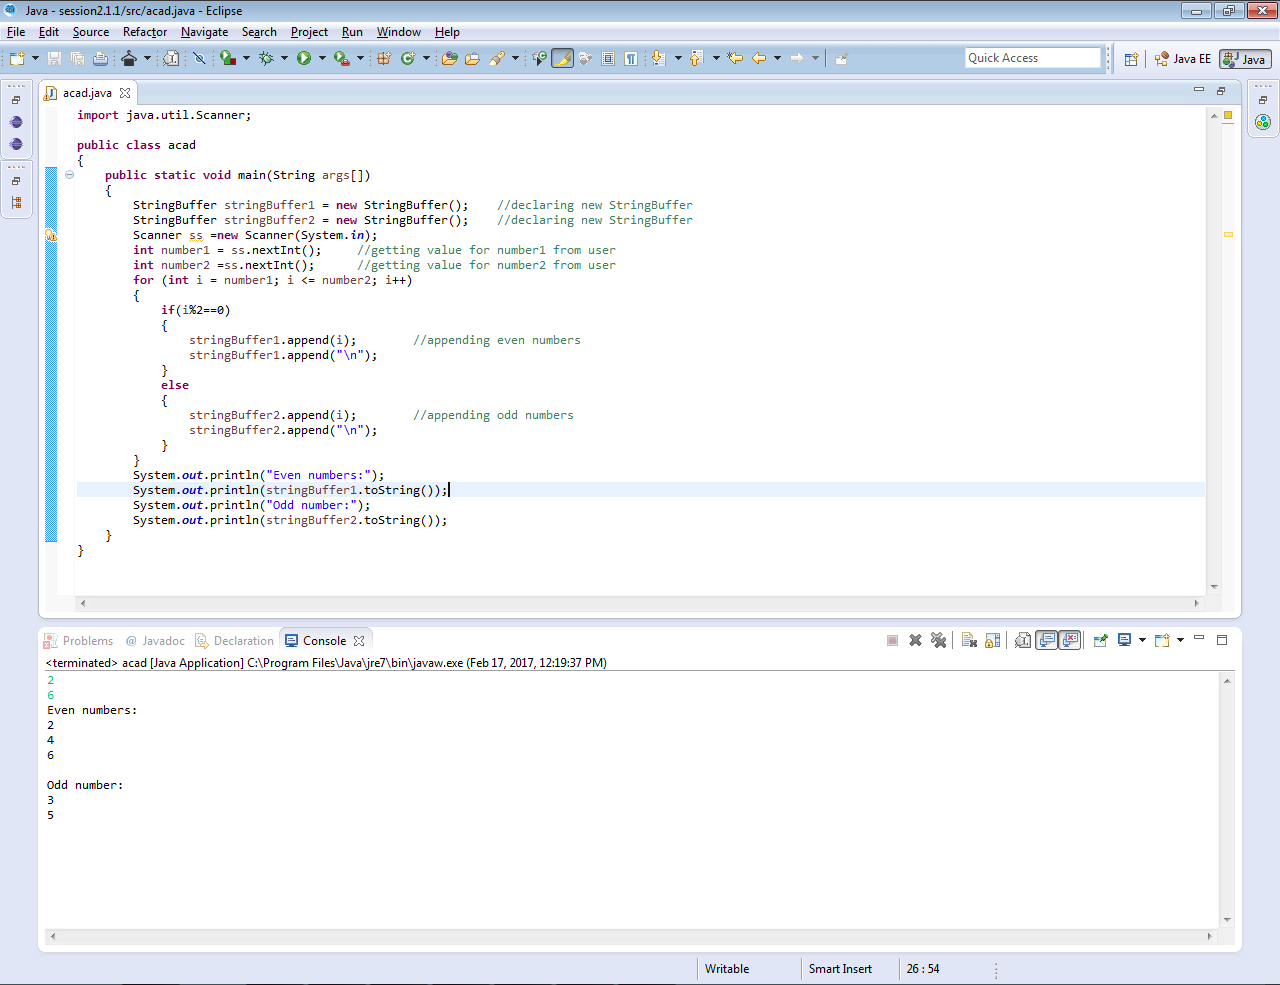 Java - session2.1.1/src/acad.java - Eclipse
File Edit Source Refactor Navigate Search Project Run Window Help
Quick Access
Java EE
Java
acad.java
import java.util.Scanner;
public class acad
{
public static void main(String args[])
{
StringBuffer stringBuffer1 = new StringBuffer(); //declaring new StringBuffer
StringBuffer stringBuffer2 = new StringBuffer(); //declaring new StringBuffer
Scanner ss =new Scanner(System.in);
int number1 = ss.nextInt(); //getting value for number1 from user
int number2 =ss.nextInt(); //getting value for number2 from user
for (int i = number1; i <= number2; i++)
{
if(i%2==0)
{
stringBuffer1.append(i); //appending even numbers
stringBuffer1.append("\n");
}
else
{
stringBuffer2.append(i); //appending odd numbers
stringBuffer2.append("\n");
}
}
System.out.println("Even numbers:");
System.out.println(stringBuffer1.toString());
System.out.println("Odd number:");
System.out.println(stringBuffer2.toString());
}
}
Problems @ Javadoc Declaration Console
<terminated> acad [Java Application] C:\Program Files\Java\jre7\bin\javaw.exe (Feb 17, 2017, 12:19:37 PM)
2
6
Even numbers:
2
4
6
Odd number:
3
5
Writable
Smart Insert
26 : 54